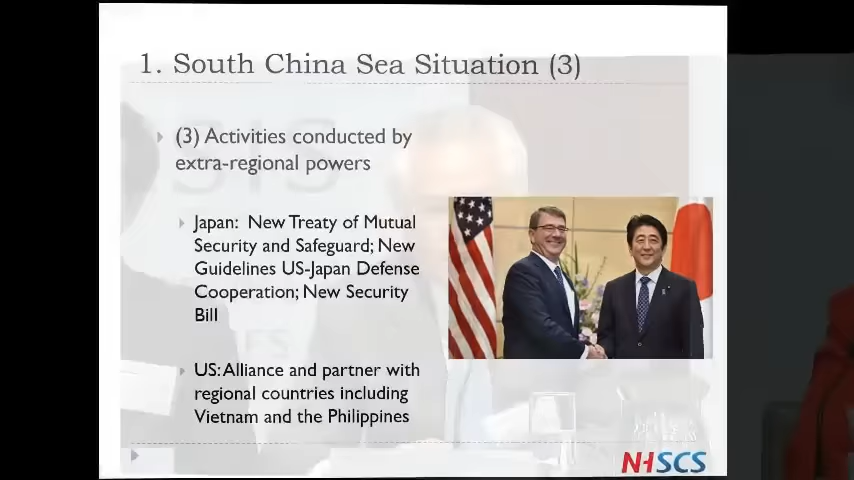 1. South China Sea Situation (3)
(3) Activities conducted by
extra-regional powers
Japan: New Treaty of Mutual
Security and Safeguard; New
Guidelines US-Japan Defense
Cooperation; New Security
Bill
US: Alliance and partner with
regional countries including
Vietnam and the Philippines
NHSCS